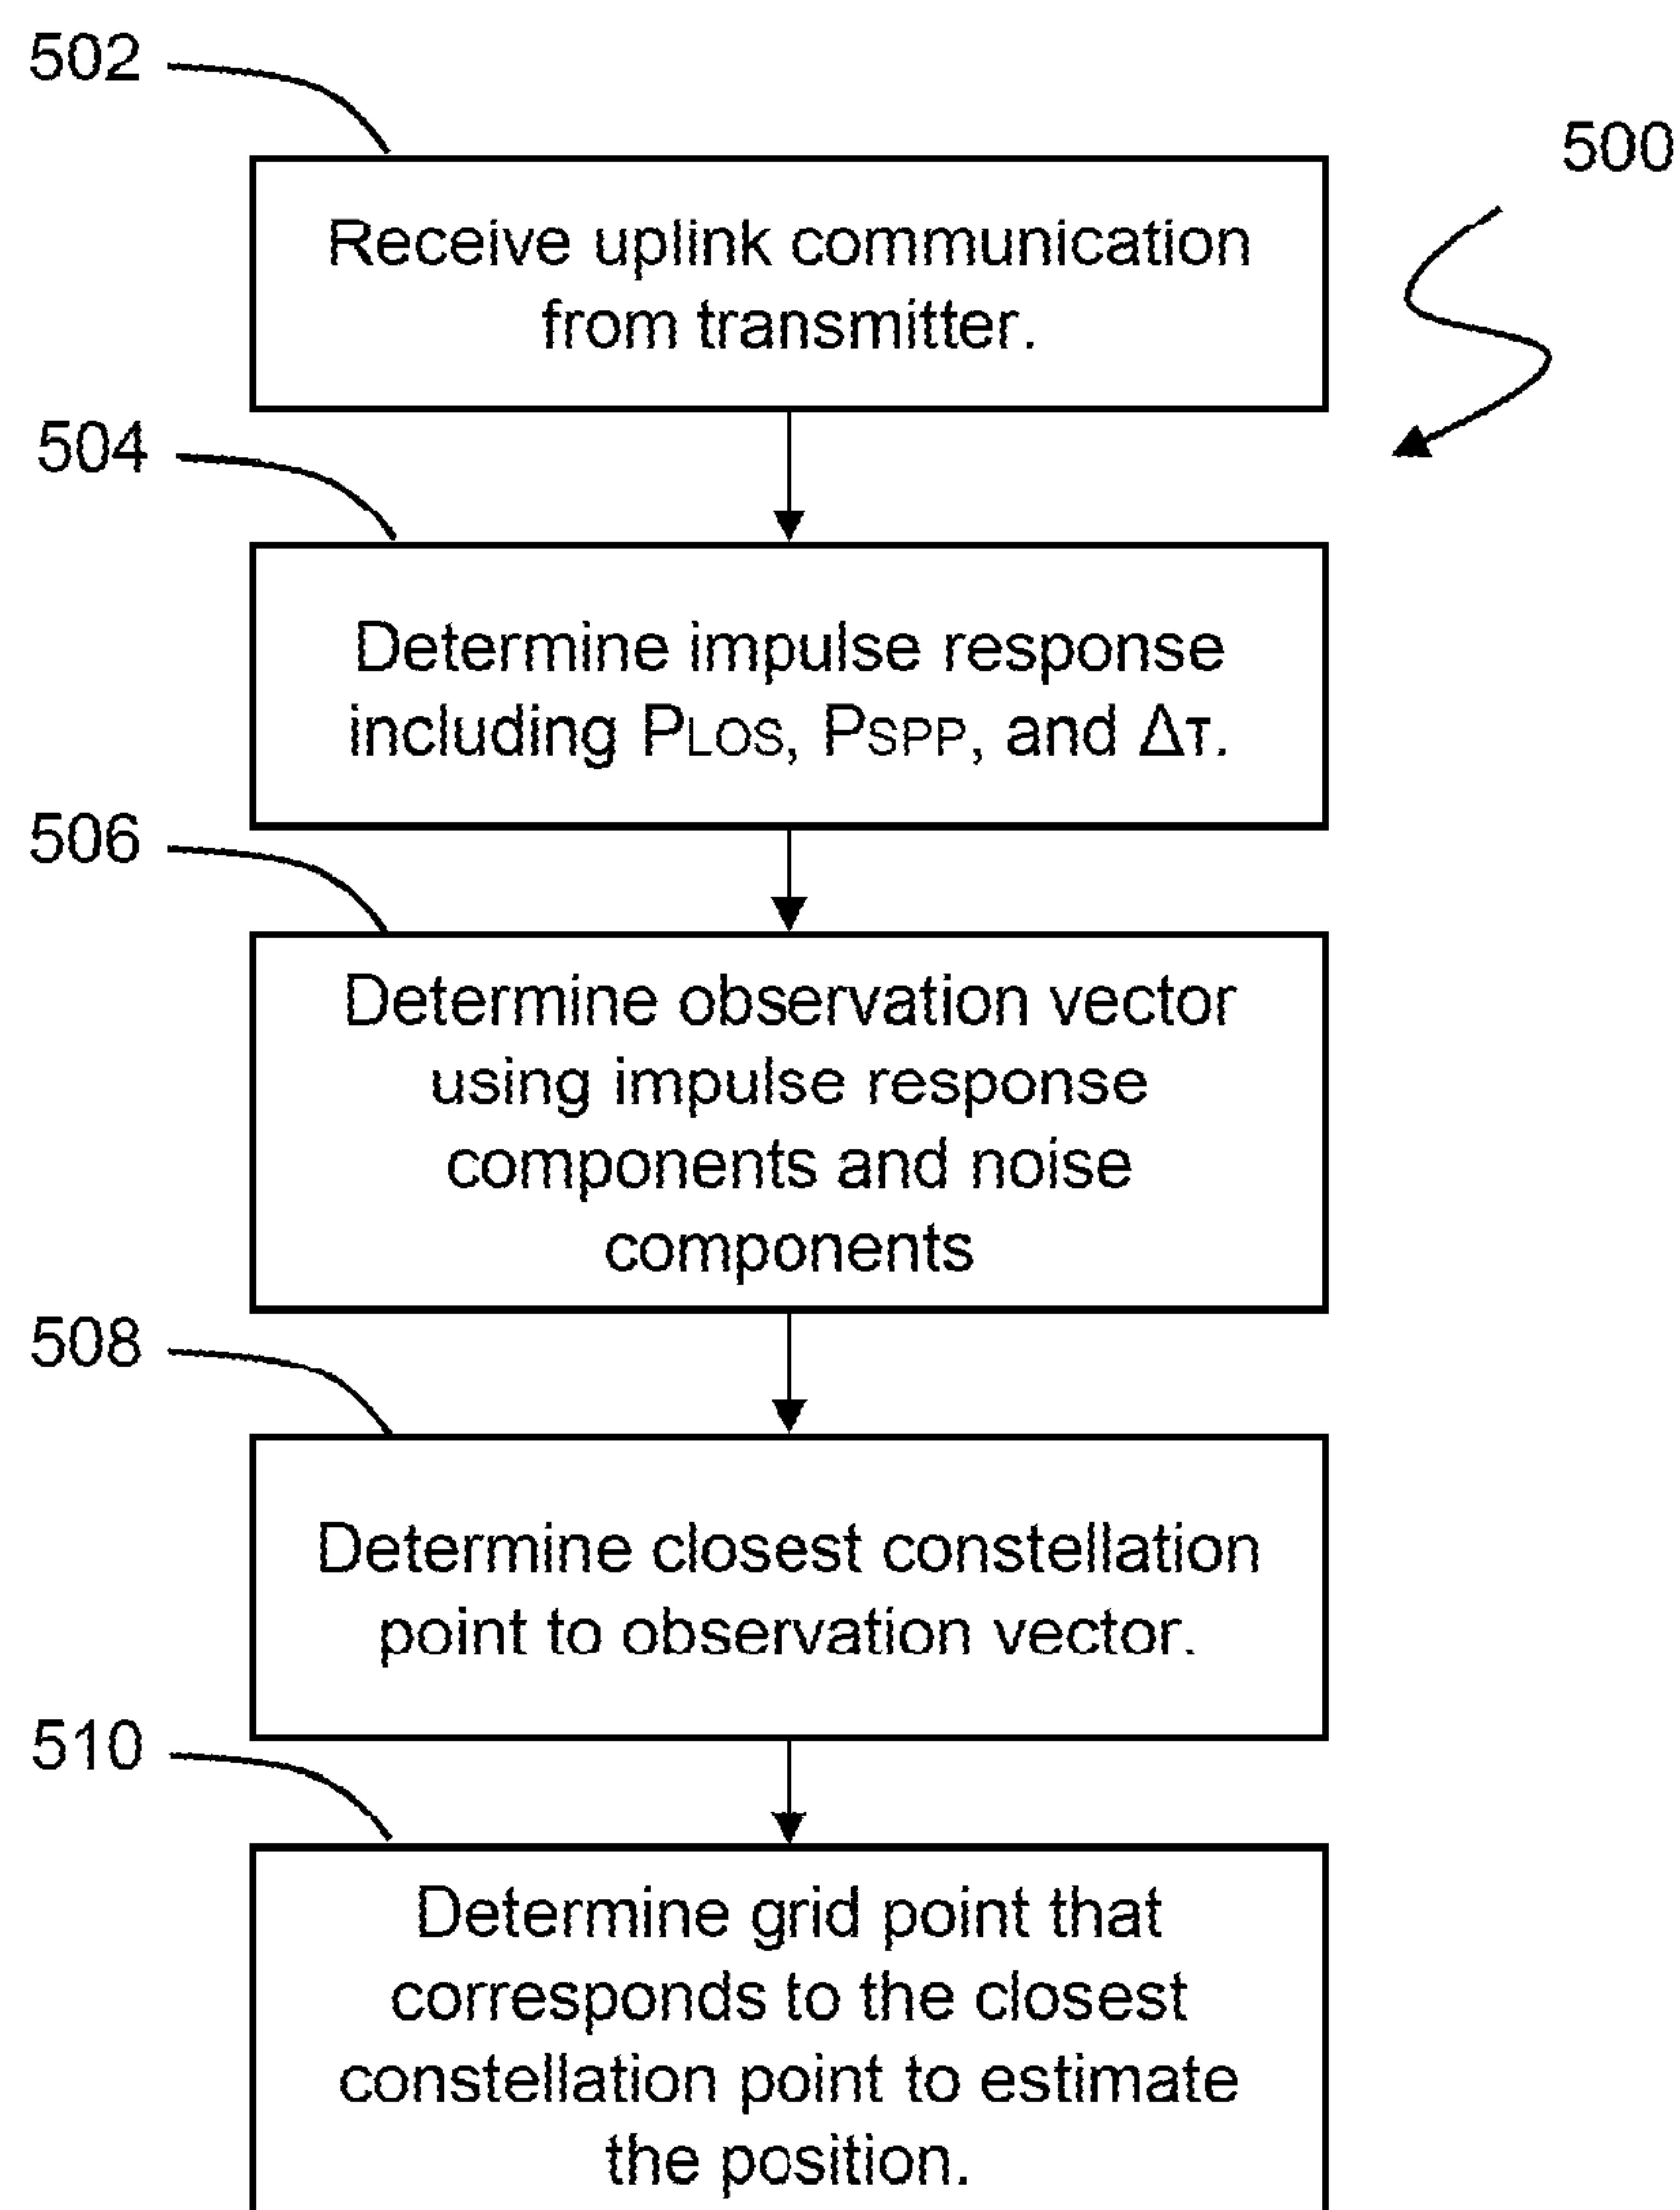 502
500
Receive uplink communication
from transmitter.
504
Determine impulse response
including PLOS, PSPP, and Δτ.
506
Determine observation vector
using impulse response
components and noise
components
508
Determine closest constellation
point to observation vector.
510
Determine grid point that
corresponds to the closest
constellation point to estimate
the position.